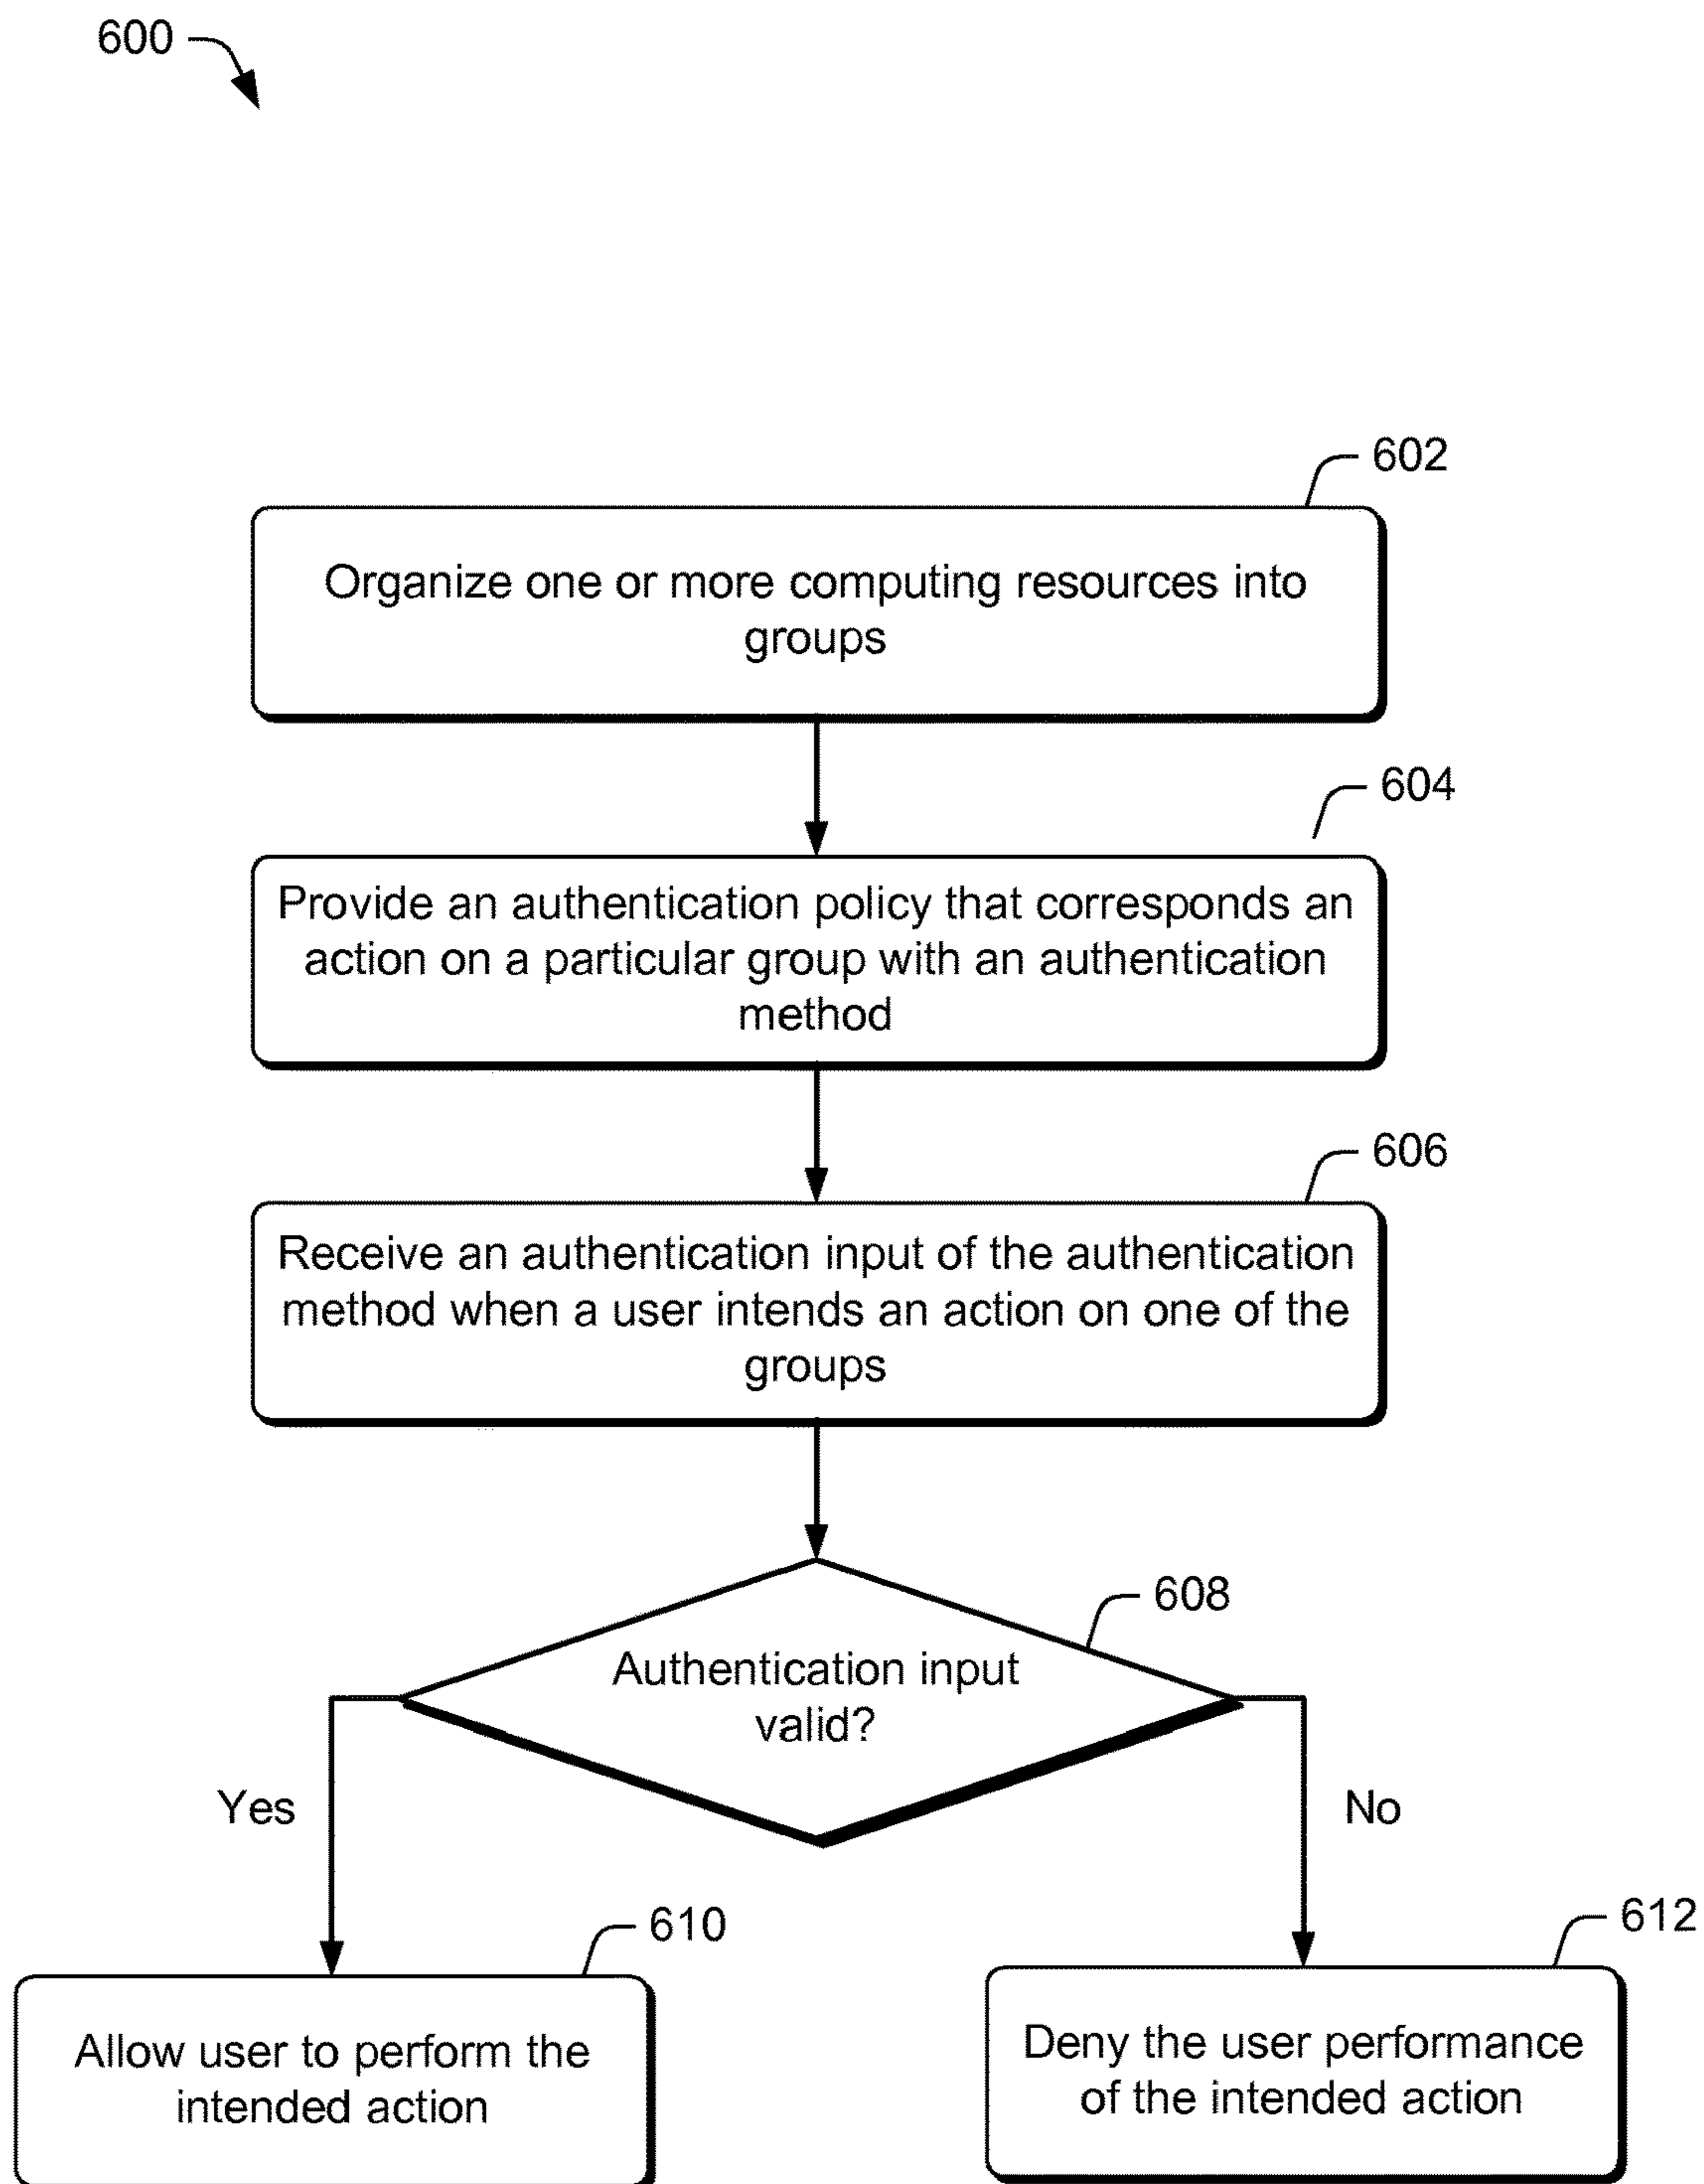 600
602
Organize one or more computing resources into
groups
604
Provide an authentication policy that corresponds an
action on a particular group with an authentication
method
606
Receive an authentication input of the authentication
method when a user intends an action on one of the
groups
608
Authentication input
valid?
Yes
No
610
Allow user to perform the
intended action
612
Deny the user performance
of the intended action